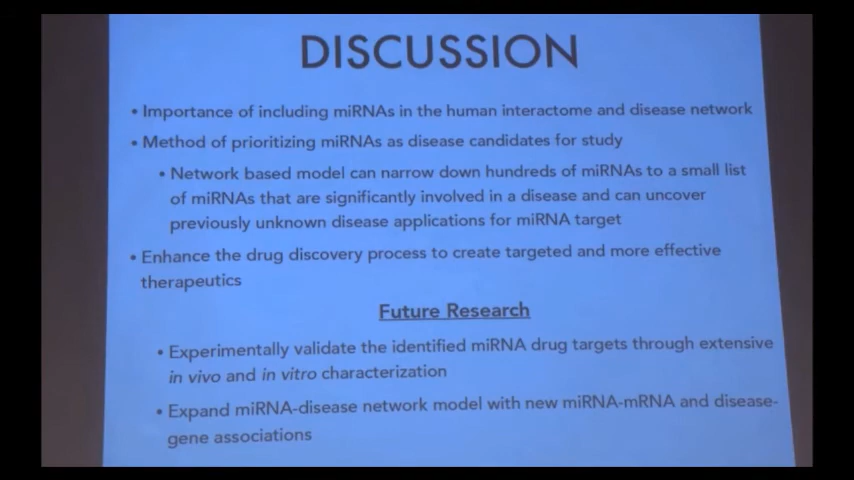 DISCUSSION
• Importance of including miRNAs in the human interactome and disease network
• Method of prioritizing miRNAs as disease candidates for study
• Network based model can narrow down hundreds of miRNAs to a small list
of miRNAs that are significantly involved in a disease and can uncover
previously unknown disease applications for miRNA target
• Enhance the drug discovery process to create targeted and more effective
therapeutics
Future Research
• Experimentally validate the identified miRNA drug targets through extensive
in vivo and in vitro characterization
• Expand miRNA-disease network model with new miRNA-mRNA and disease-
gene associations